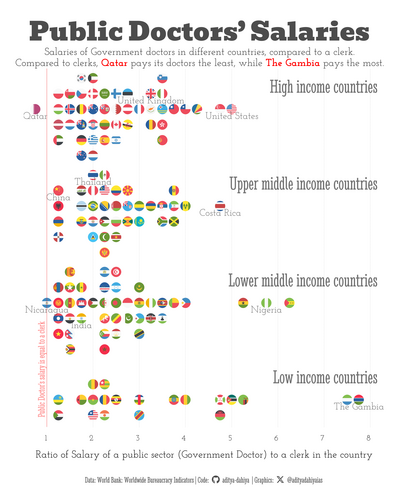 Public Doctors' Salaries
Salaries of Government doctors in different countries, compared to a clerk.
Compared to clerks, Qatar pays its doctors the least, while The Gambia pays the most.
High income countries
United Kingdom
Qatar
United States
Upper middle income countries
Thailand
China
Costa Rica
Lower middle income countries
Nicaragua
Nigeria
India
Public Doctor's salary is equal to a clerk
Low income countries
The Gambia
1 2 3 4 5 6 7 8
Ratio of Salary of a public sector (Government Doctor) to a clerk in the country
Data: World Bank: Worldwide Bureaucracy Indicators | Code: aditya-dahiya | Graphics: @adityadahiyaias